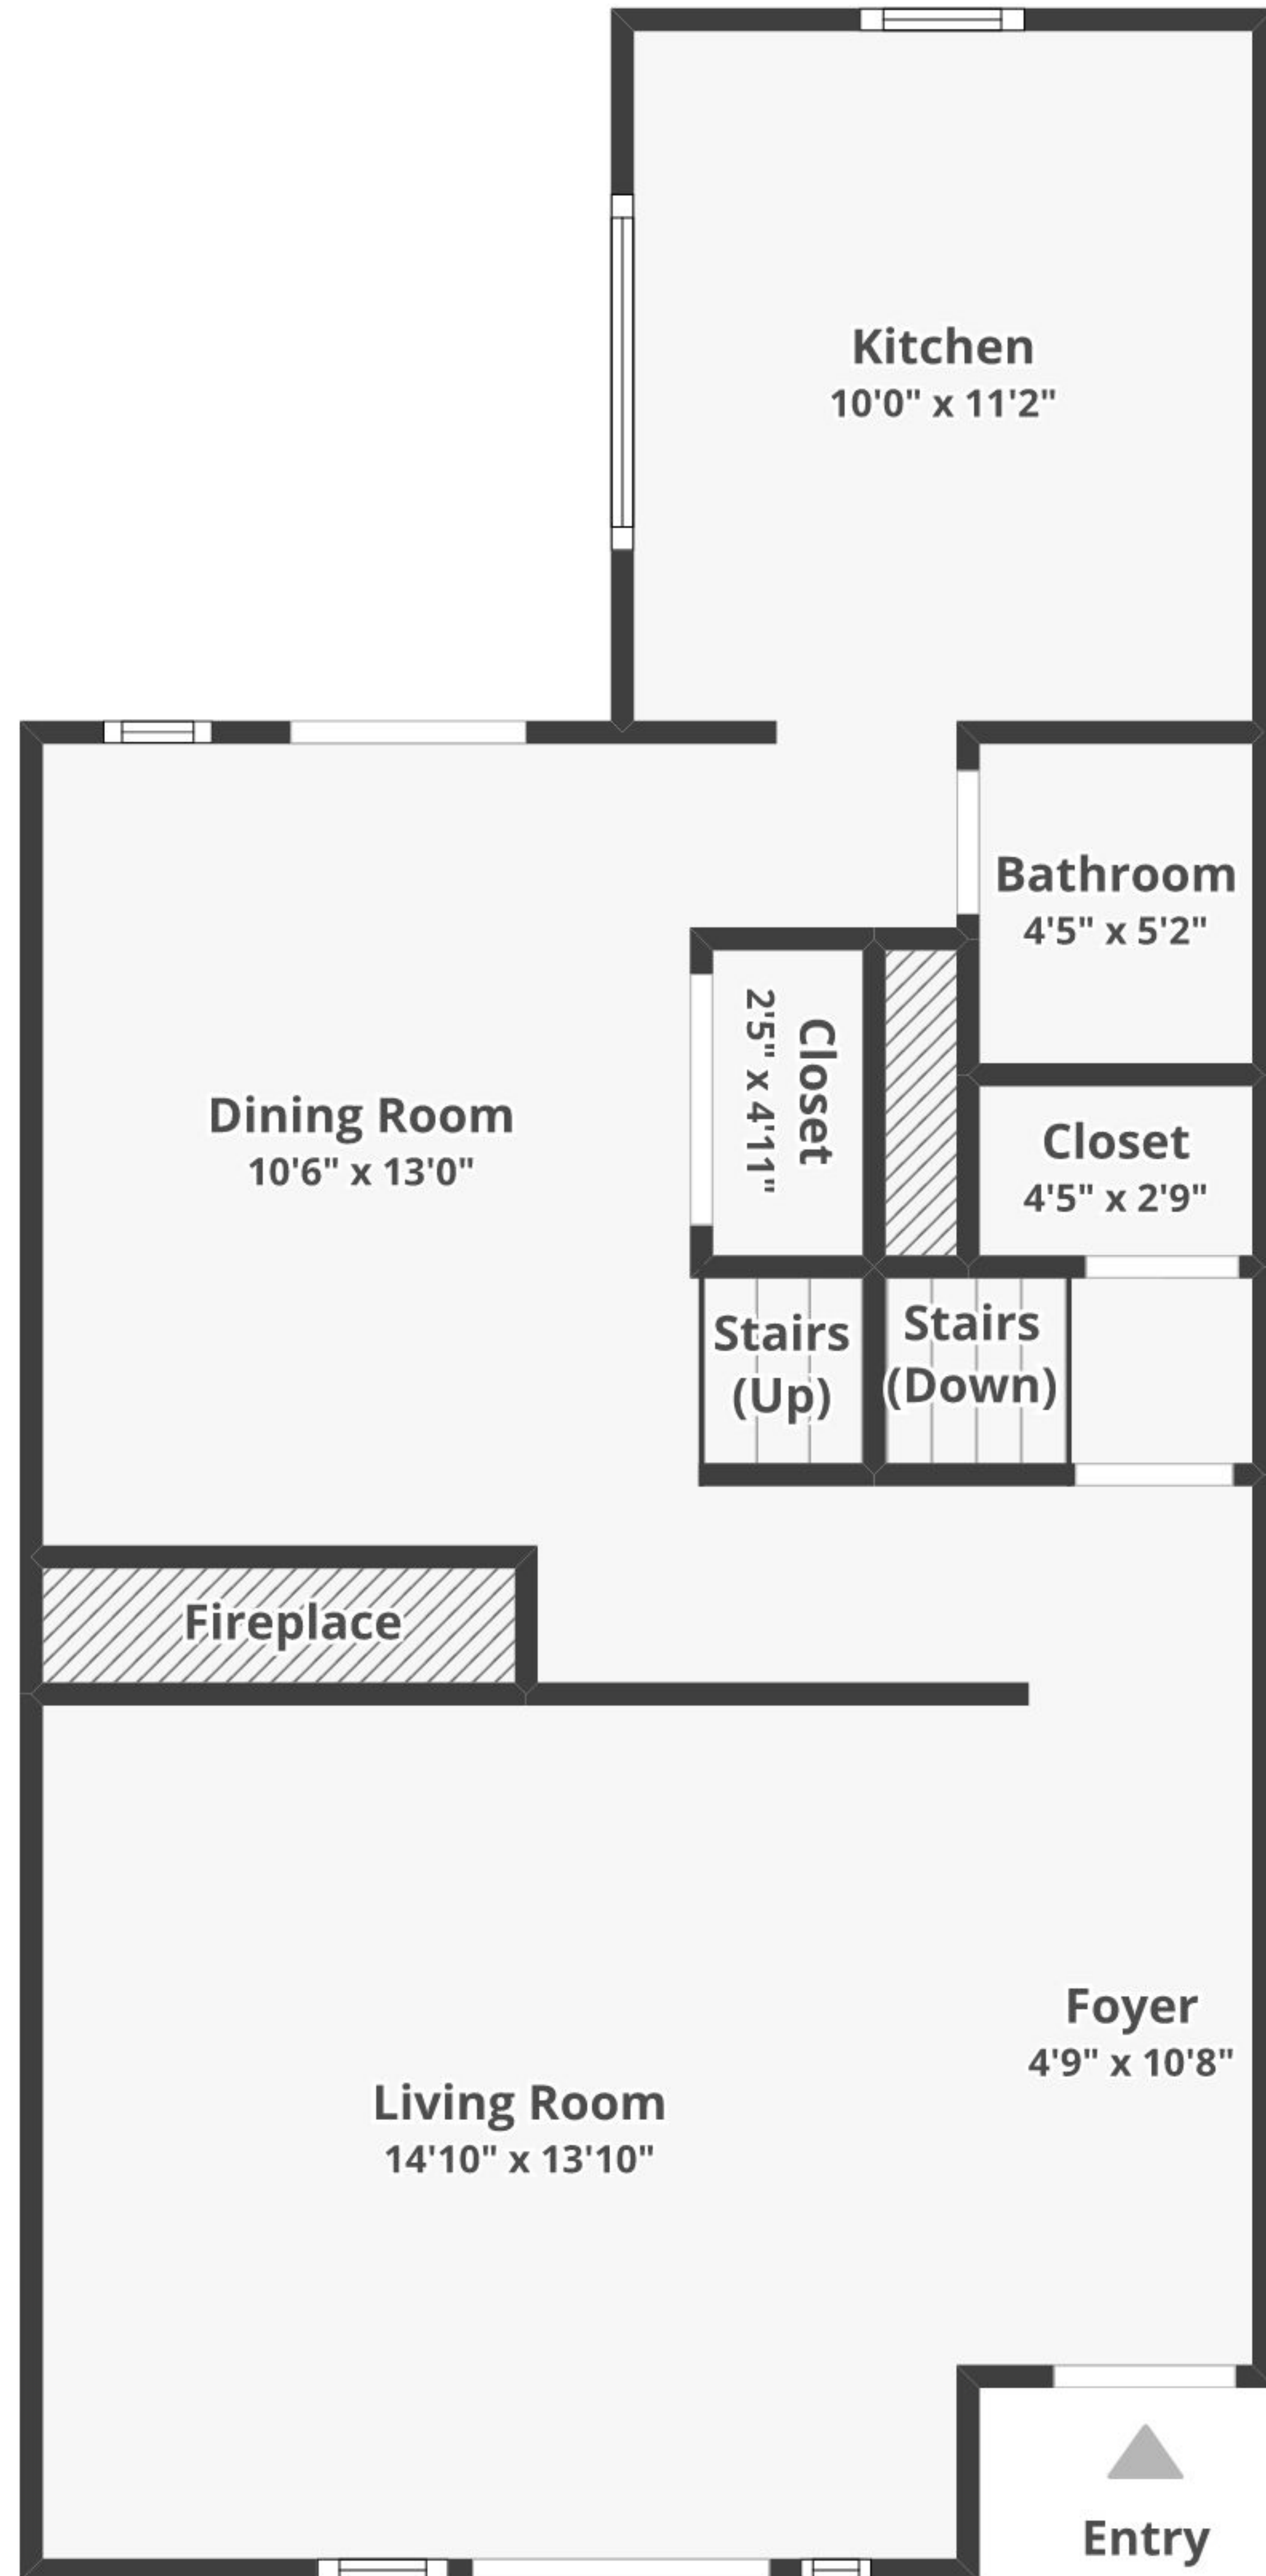 Kitchen
10'0" x 11'2"
Bathroom
4'5" x 5'2"
Closet
2'5" x 4'11"
Dining Room
10'6" x 13'0"
Closet
4'5" x 2'9"
Stairs
(Up)
Stairs
(Down)
Fireplace
Foyer
4'9" x 10'8"
Living Room
14'10" x 13'10"
Entry